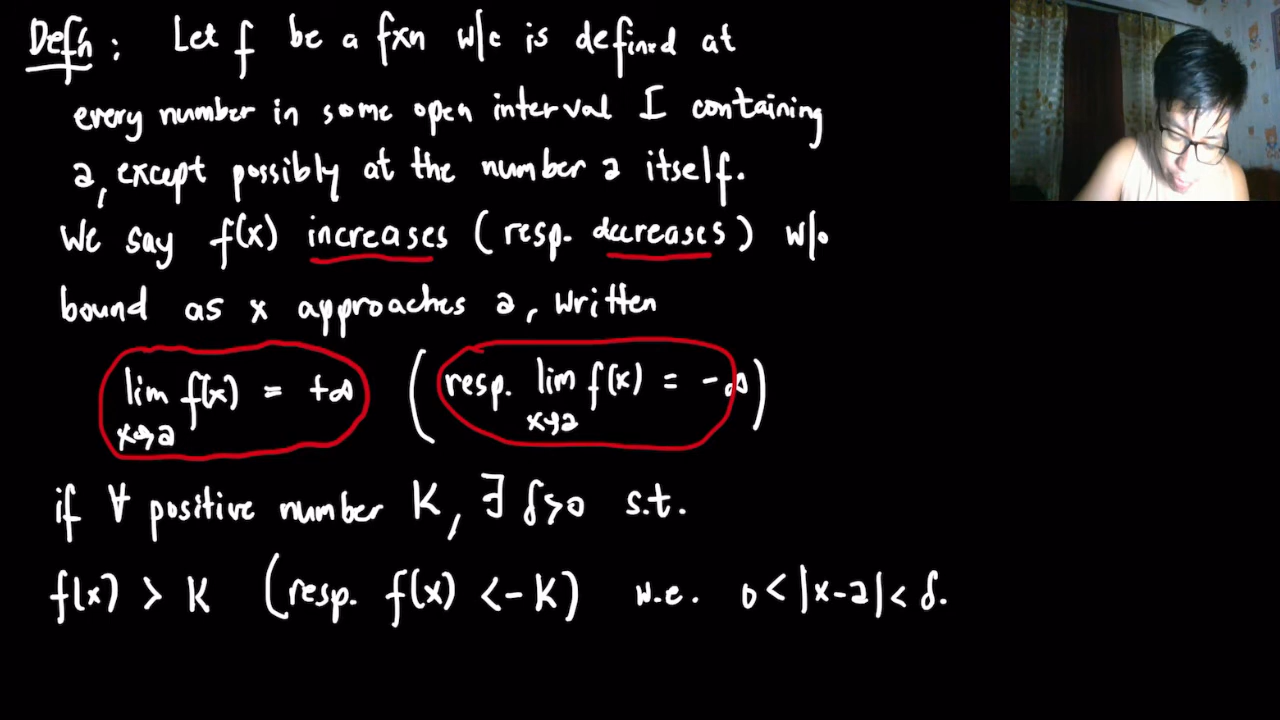 Defn: Let f be a fxn w/c is defined at
every number in some open interval I containing
a, except possibly at the number a itself.
We say f(x) increases (resp. decreases) w/o
bound as x approaches a, written
lim f(x) = +∞ (resp. lim f(x) = -∞)
x→a x→a
if ∀ positive number K, ∃ δ>0 s.t.
f(x) > K (resp. f(x) <-K) w.e. 0<|x-a|< δ.